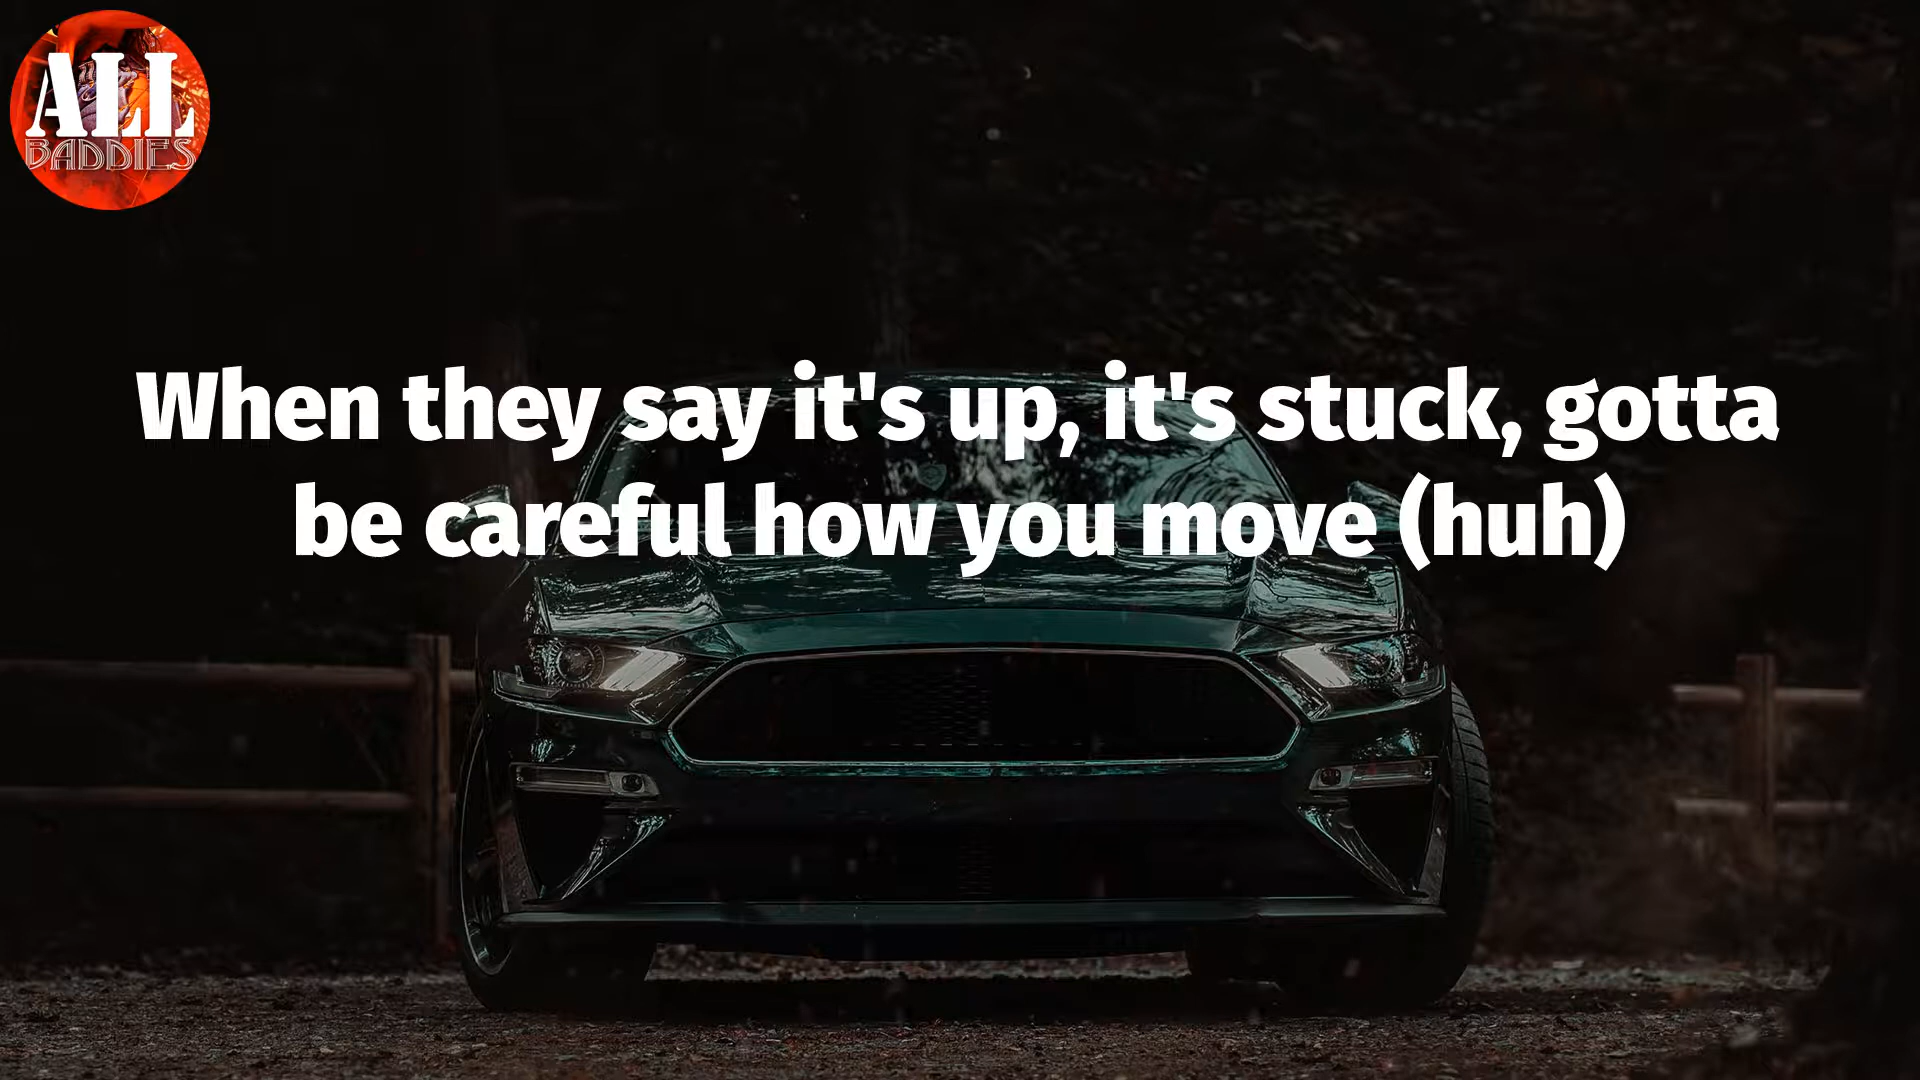 ALL
BADDIES
When they say it's up, it's stuck, gotta
be careful how you move (huh)